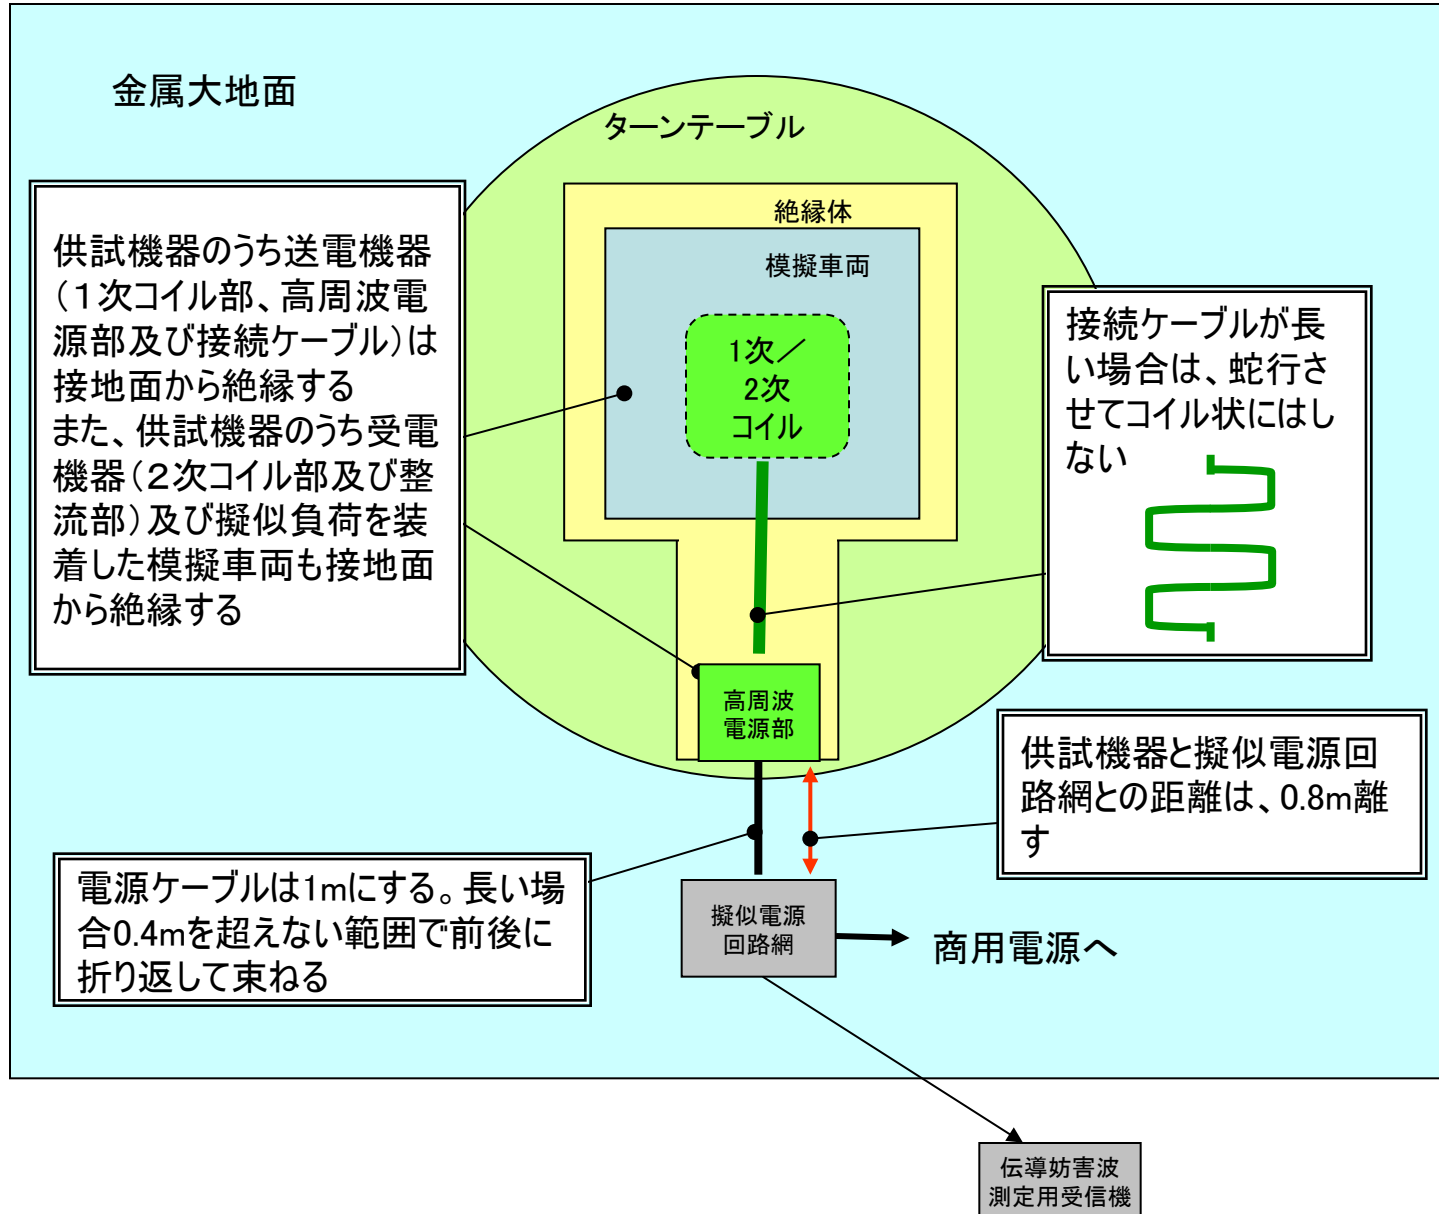 金属大地面
ターンテーブル
絶縁体
模擬車両
1次／
2次
コイル
供試機器のうち送電機器
（１次コイル部、高周波電
源部及び接続ケーブル）は
接地面から絶縁する
また、供試機器のうち受電
機器（２次コイル部及び整
流部）及び擬似負荷を装
着した模擬車両も接地面
から絶縁する
接続ケーブルが長
い場合は、蛇行さ
せてコイル状にはし
ない
高周波
電源部
供試機器と擬似電源回
路網との距離は、0.8m離
す
電源ケーブルは1mにする。長い場
合0.4mを超えない範囲で前後に
折り返して束ねる
擬似電源
回路網
商用電源へ
伝導妨害波
測定用受信機